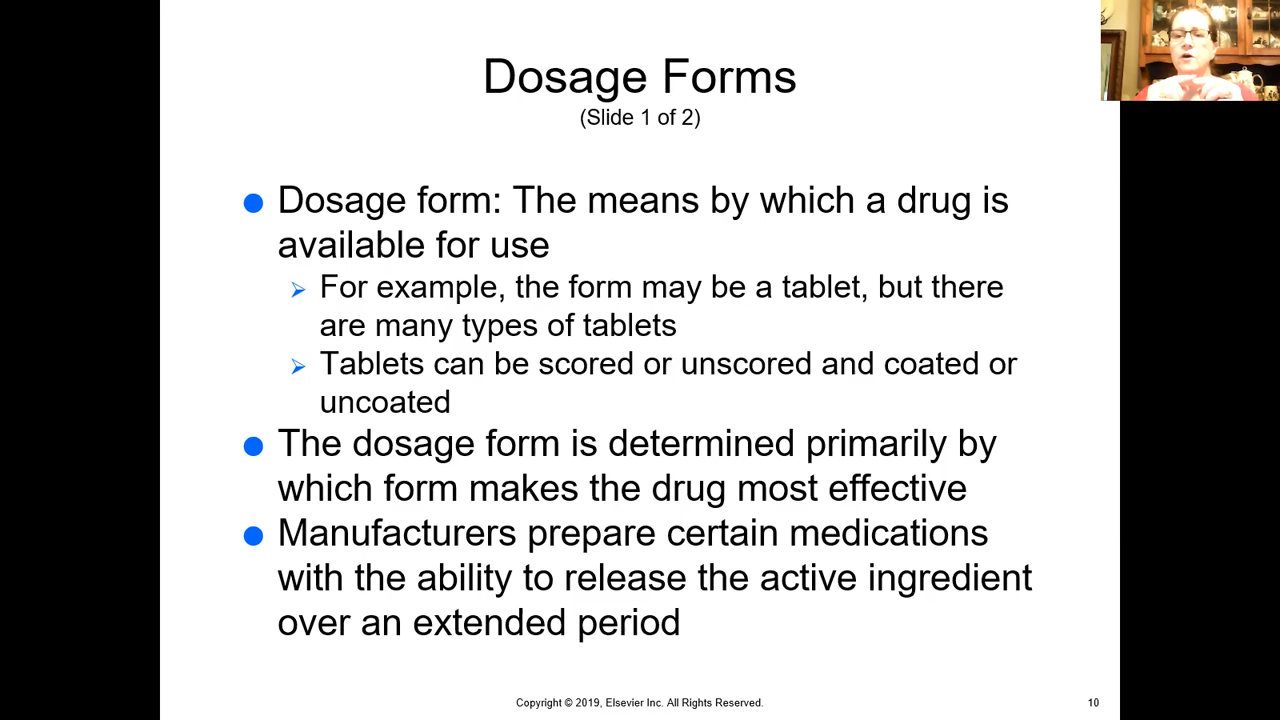 Dosage Forms
(Slide 1 of 2)
Dosage form: The means by which a drug is
available for use
For example, the form may be a tablet, but there
are many types of tablets
Tablets can be scored or unscored and coated or
uncoated
The dosage form is determined primarily by
which form makes the drug most effective
Manufacturers prepare certain medications
with the ability to release the active ingredient
over an extended period
Copyright © 2019, Elsevier Inc. All Rights Reserved.
10